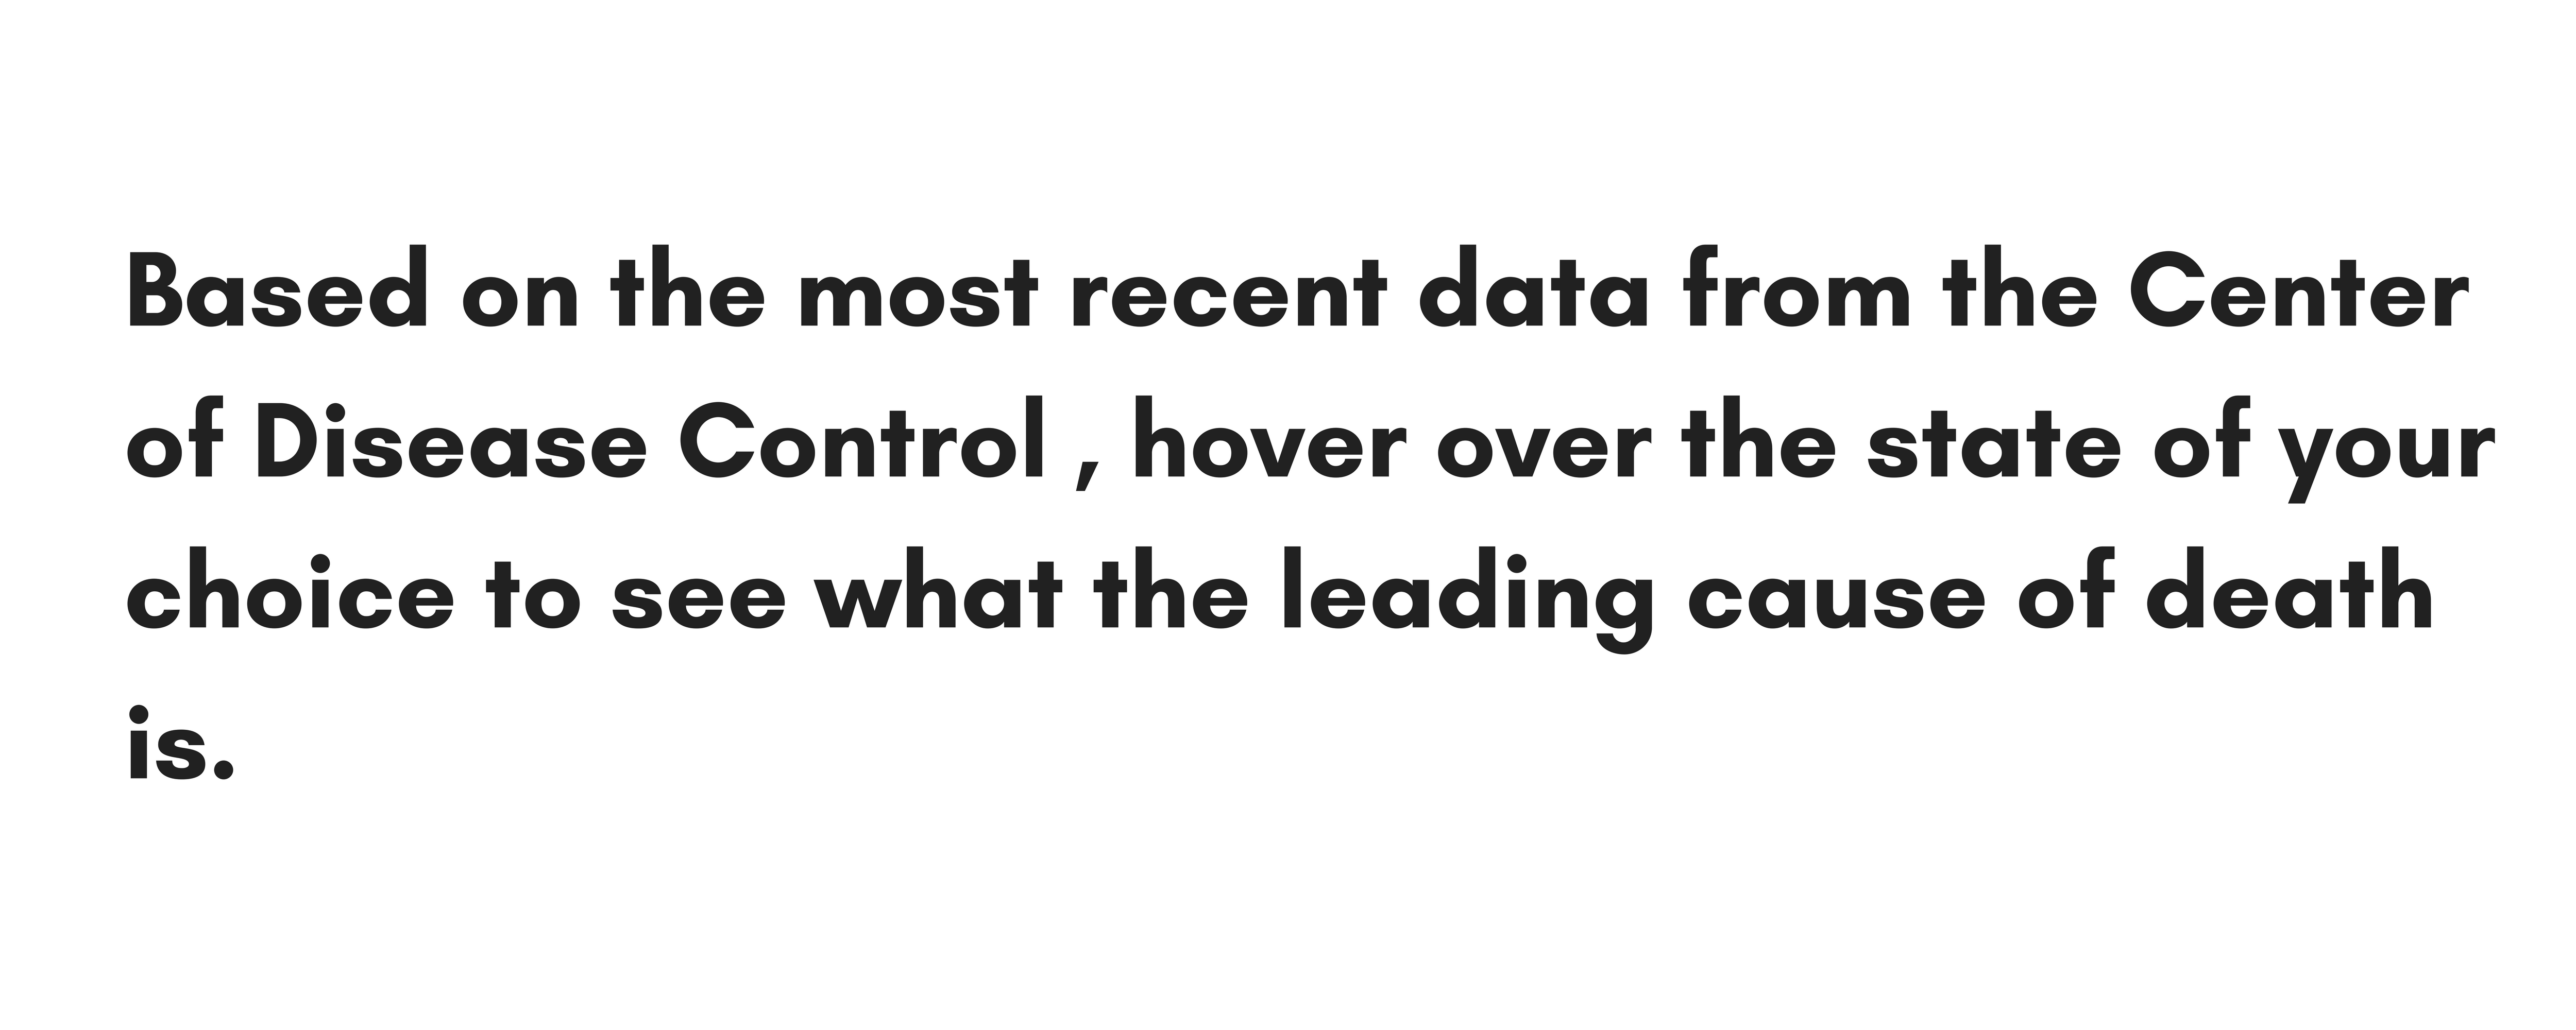 Based on the most recent data from the Center
of Disease Control , hover over the state of your
choice to see what the leading cause of death
is.